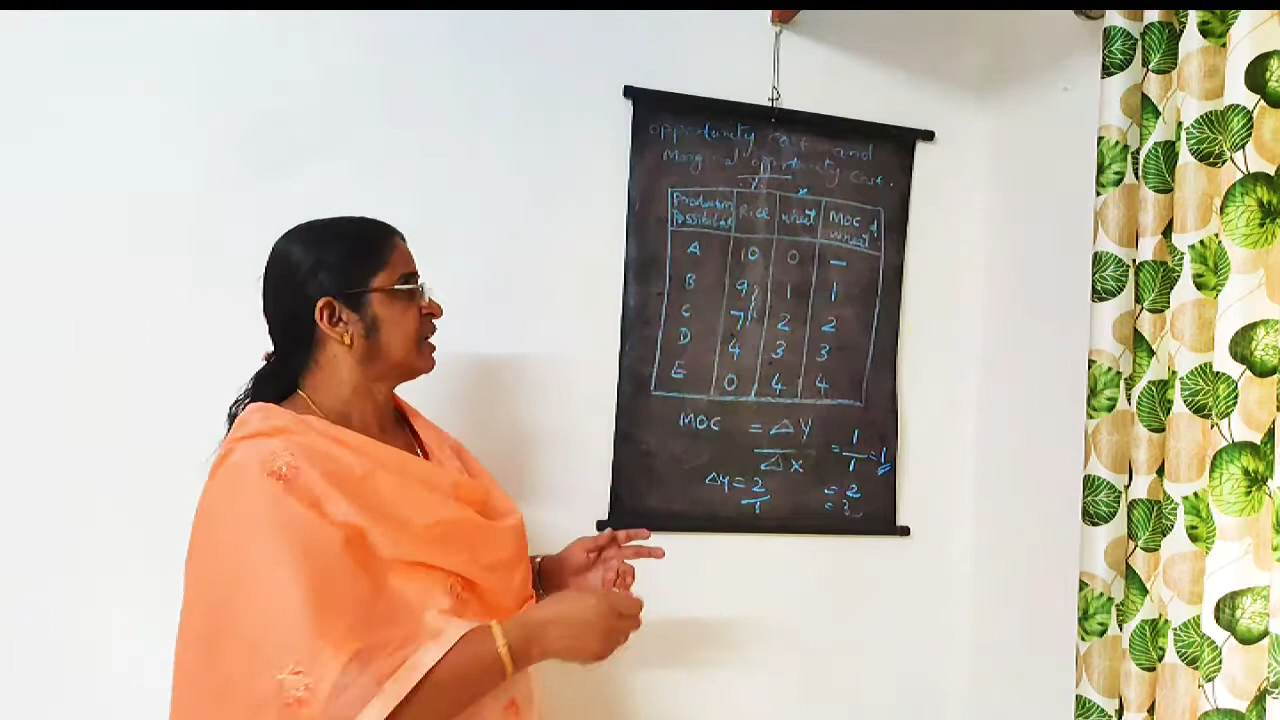 opportunity cost and
Marginal opportunity Cost.
Y x
Production Possibilities Rice wheat MOC of wheat
A 10 0 —
B 9 1 1
C 7 2 2
D 4 3 3
E 0 4 4
MOC = ΔY / ΔX = 1/1 = 1
ΔY = 2/1 = 2
= 3